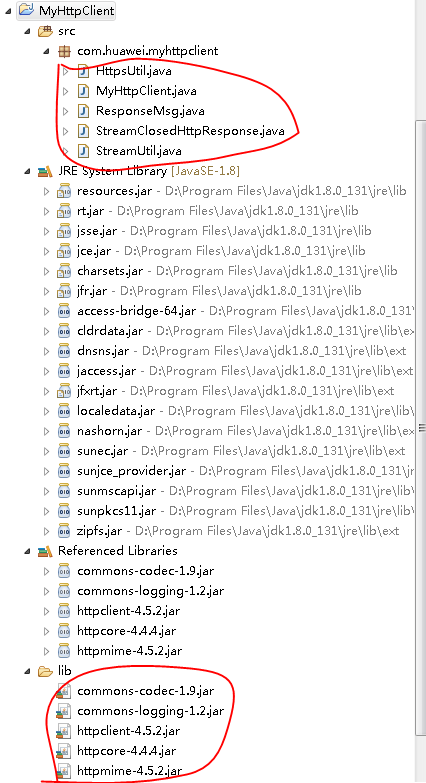 MyHttpClient
src
com.huawei.myhttpclient
HttpsUtil.java
MyHttpClient.java
ResponseMsg.java
StreamClosedHttpResponse.java
StreamUtil.java
JRE System Library [JavaSE-1.8]
resources.jar - D:\Program Files\Java\jdk1.8.0_131\jre\lib
rt.jar - D:\Program Files\Java\jdk1.8.0_131\jre\lib
jsse.jar - D:\Program Files\Java\jdk1.8.0_131\jre\lib
jce.jar - D:\Program Files\Java\jdk1.8.0_131\jre\lib
charsets.jar - D:\Program Files\Java\jdk1.8.0_131\jre\lib
jfr.jar - D:\Program Files\Java\jdk1.8.0_131\jre\lib
access-bridge-64.jar - D:\Program Files\Java\jdk1.8.0_131\
cldrdata.jar - D:\Program Files\Java\jdk1.8.0_131\jre\lib\ex
dnsns.jar - D:\Program Files\Java\jdk1.8.0_131\jre\lib\ext
jaccess.jar - D:\Program Files\Java\jdk1.8.0_131\jre\lib\ext
jfxrt.jar - D:\Program Files\Java\jdk1.8.0_131\jre\lib\ext
localedata.jar - D:\Program Files\Java\jdk1.8.0_131\jre\lib\
nashorn.jar - D:\Program Files\Java\jdk1.8.0_131\jre\lib\ex
sunec.jar - D:\Program Files\Java\jdk1.8.0_131\jre\lib\ext
sunjce_provider.jar - D:\Program Files\Java\jdk1.8.0_131\jr
sunmscapi.jar - D:\Program Files\Java\jdk1.8.0_131\jre\lib\
sunpkcs11.jar - D:\Program Files\Java\jdk1.8.0_131\jre\lib\
zipfs.jar - D:\Program Files\Java\jdk1.8.0_131\jre\lib\ext
Referenced Libraries
commons-codec-1.9.jar
commons-logging-1.2.jar
httpclient-4.5.2.jar
httpcore-4.4.4.jar
httpmime-4.5.2.jar
lib
commons-codec-1.9.jar
commons-logging-1.2.jar
httpclient-4.5.2.jar
httpcore-4.4.4.jar
httpmime-4.5.2.jar